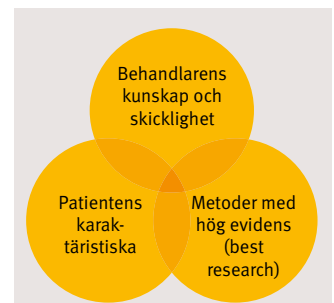 Behandlarens
kunskap och
skicklighet
Patientens
karak-
täristiska
Metoder med
hög evidens
(best
research)